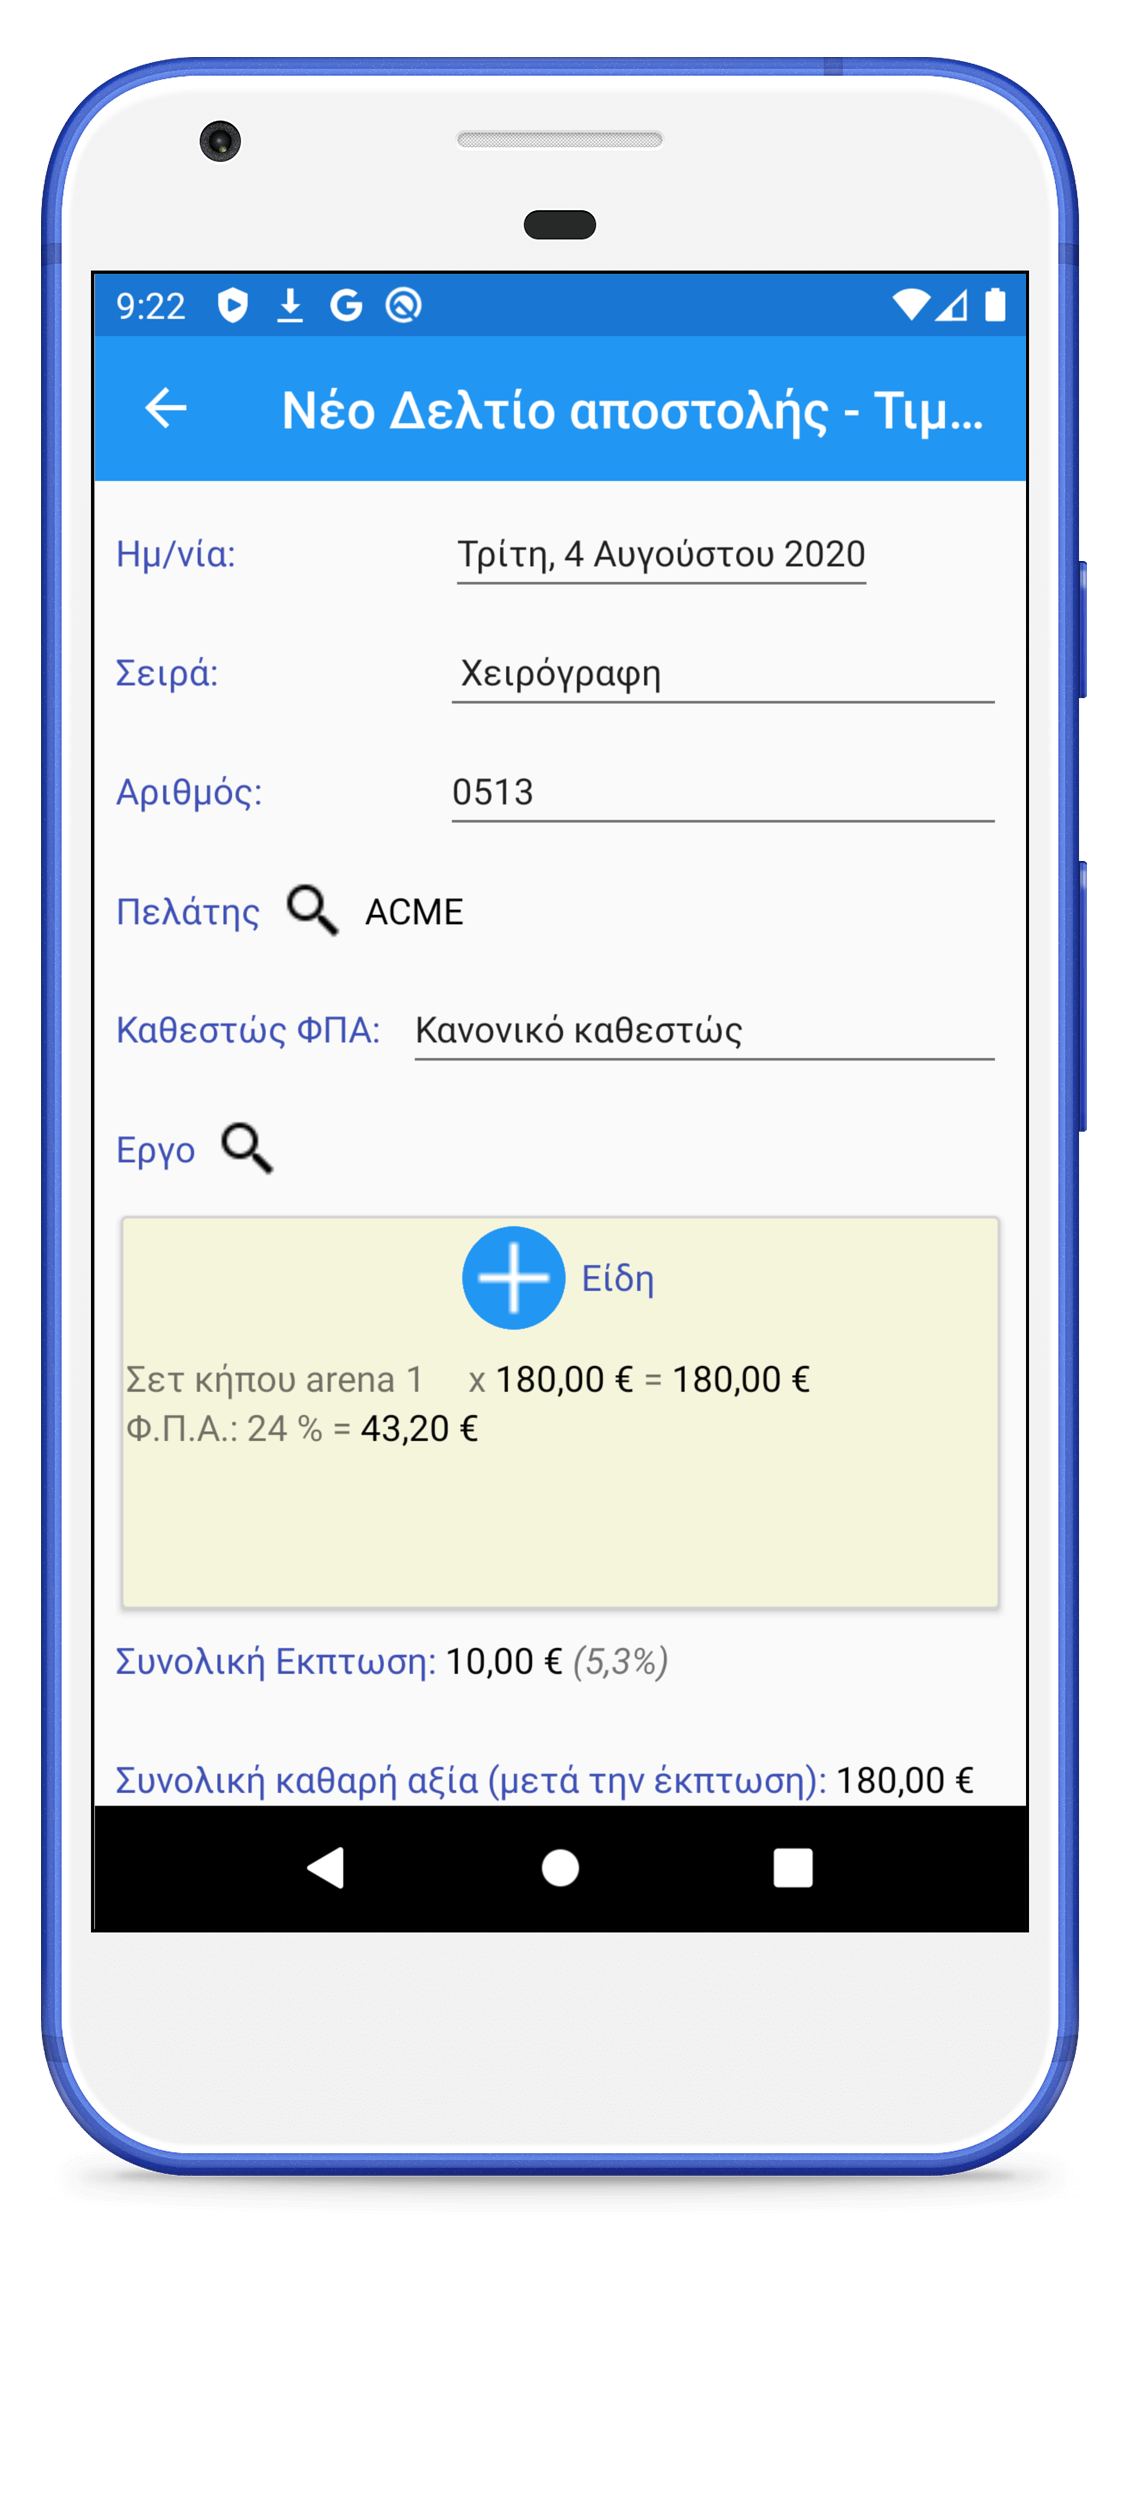 9:22
Νέο Δελτίο αποστολής - Τιμ...
Ημ/νία: Τρίτη, 4 Αυγούστου 2020
Σειρά: Χειρόγραφη
Αριθμός: 0513
Πελάτης ACME
Καθεστώς ΦΠΑ: Κανονικό καθεστώς
Εργο
Είδη
Σετ κήπου arena 1 x 180,00 € = 180,00 €
Φ.Π.Α.: 24 % = 43,20 €
Συνολική Εκπτωση: 10,00 € (5,3%)
Συνολική καθαρή αξία (μετά την έκπτωση): 180,00 €